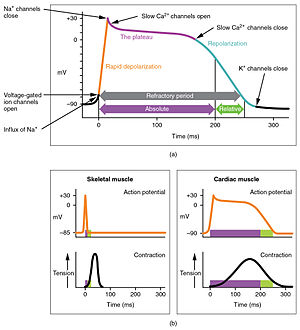 Na⁺ channels
close
Slow Ca²⁺ channels open
Slow Ca²⁺ channels
close
+30
The plateau
0
Repolarization
mV
Rapid depolarization
K⁺ channels
close
Voltage-gated
ion channels
open
Refractory period
−90
Absolute
Relative
Influx of Na⁺
0
100
200
300
Time (ms)
(a)
Skeletal muscle
Cardiac muscle
+30
Action potential
+30
Action potential
0
mV
mV
−85
−90
Contraction
Contraction
Tension
Tension
0
100
200
300
0
100
200
300
Time (ms)
Time (ms)
(b)